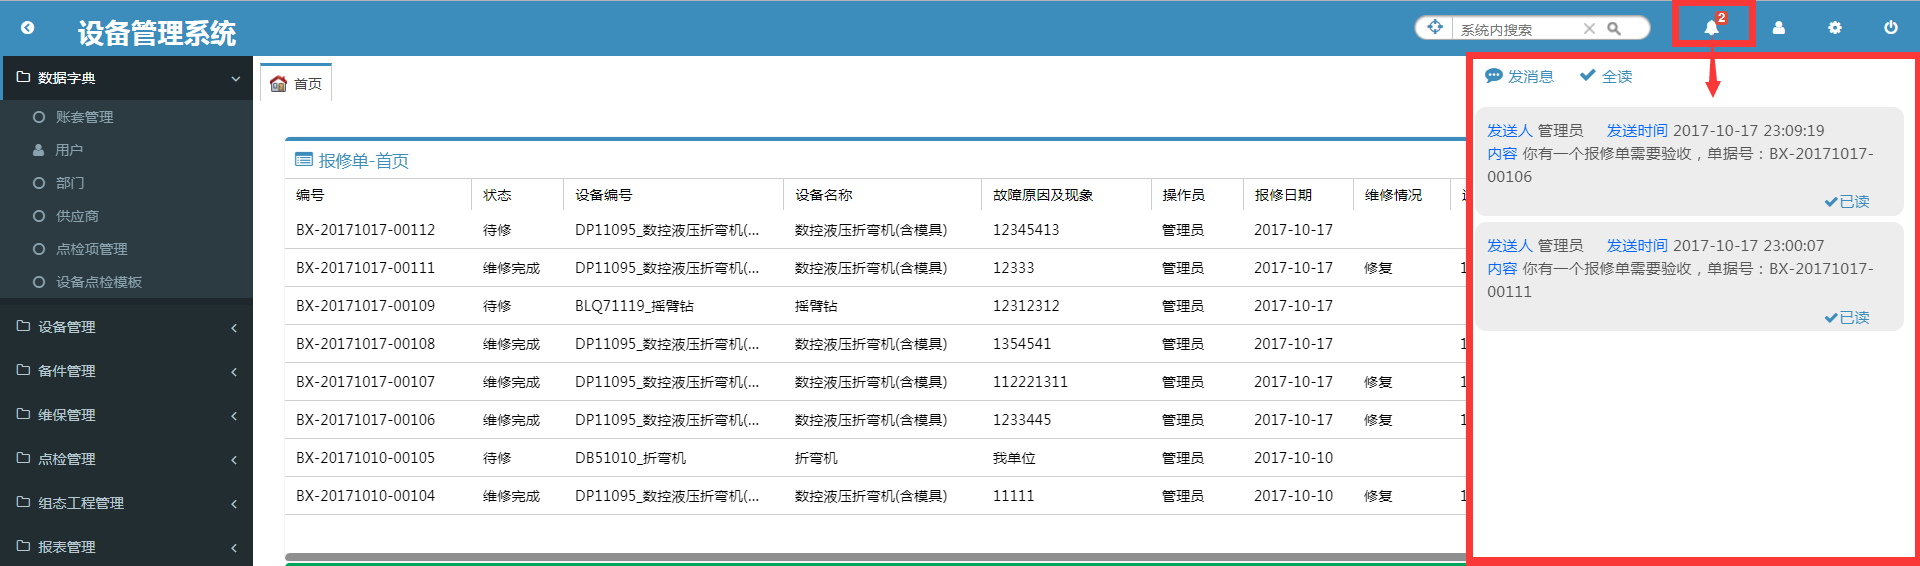 设备管理系统
系统内搜索
2
数据字典
账套管理
用户
部门
供应商
点检项管理
设备点检模板
设备管理
备件管理
维保管理
点检管理
组态工程管理
报表管理
首页
报修单-首页
编号 状态 设备编号 设备名称 故障原因及现象 操作员 报修日期 维修情况
BX-20171017-00112 待修 DP11095_数控液压折弯机(... 数控液压折弯机(含模具) 12345413 管理员 2017-10-17
BX-20171017-00111 维修完成 DP11095_数控液压折弯机(... 数控液压折弯机(含模具) 12333 管理员 2017-10-17 修复 1
BX-20171017-00109 待修 BLQ71119_摇臂钻 摇臂钻 12312312 管理员 2017-10-17
BX-20171017-00108 维修完成 DP11095_数控液压折弯机(... 数控液压折弯机(含模具) 1354541 管理员 2017-10-17 1
BX-20171017-00107 维修完成 DP11095_数控液压折弯机(... 数控液压折弯机(含模具) 112221311 管理员 2017-10-17 修复 1
BX-20171017-00106 维修完成 DP11095_数控液压折弯机(... 数控液压折弯机(含模具) 1233445 管理员 2017-10-17 修复 1
BX-20171010-00105 待修 DB51010_折弯机 折弯机 我单位 管理员 2017-10-10
BX-20171010-00104 维修完成 DP11095_数控液压折弯机(... 数控液压折弯机(含模具) 11111 管理员 2017-10-10 修复 1
发消息 全读
发送人 管理员 发送时间 2017-10-17 23:09:19
内容 你有一个报修单需要验收，单据号：BX-20171017-
00106
已读
发送人 管理员 发送时间 2017-10-17 23:00:07
内容 你有一个报修单需要验收，单据号：BX-20171017-
00111
已读